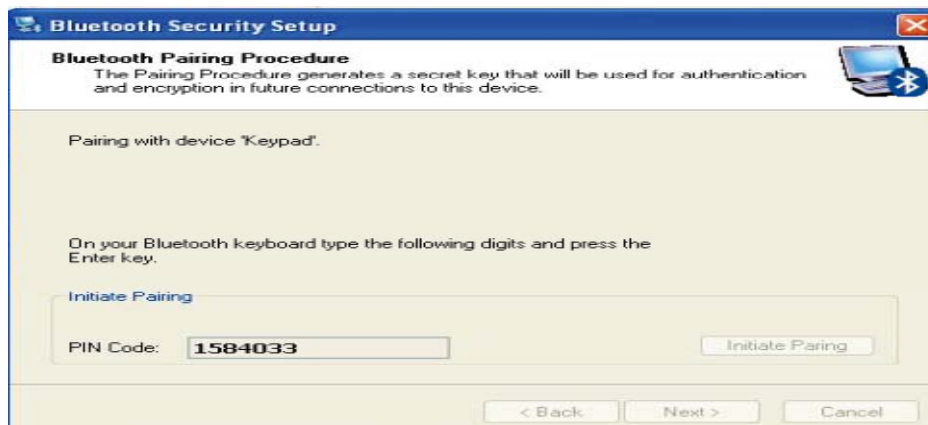 Bluetooth Security Setup
Bluetooth Pairing Procedure
The Pairing Procedure generates a secret key that will be used for authentication
and encryption in future connections to this device.
Pairing with device 'Keypad'.
On your Bluetooth keyboard type the following digits and press the
Enter key.
Initiate Pairing
PIN Code: 1584033 Initiate Paring
< Back Next > Cancel